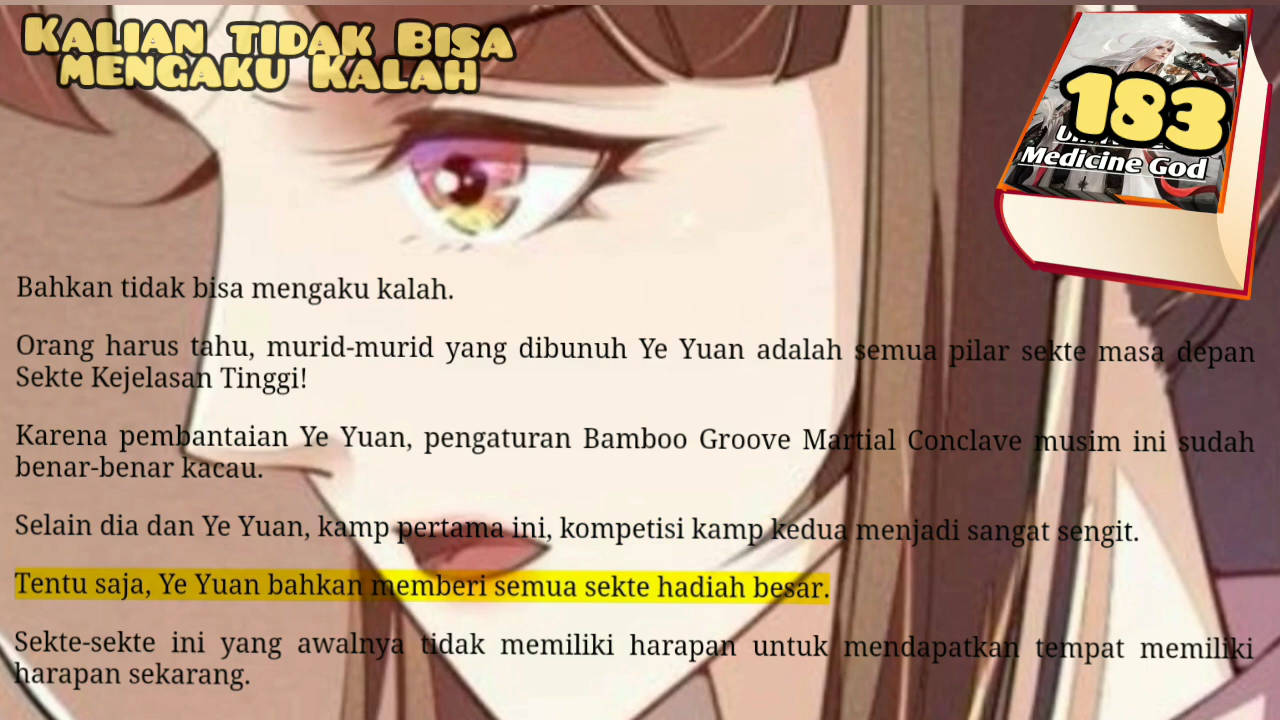 Kalian tidak Bisa
mengaku Kalah
183
Medicine God
Bahkan tidak bisa mengaku kalah.
Orang harus tahu, murid-murid yang dibunuh Ye Yuan adalah semua pilar sekte masa depan
Sekte Kejelasan Tinggi!
Karena pembantaian Ye Yuan, pengaturan Bamboo Groove Martial Conclave musim ini sudah
benar-benar kacau.
Selain dia dan Ye Yuan, kamp pertama ini, kompetisi kamp kedua menjadi sangat sengit.
Tentu saja, Ye Yuan bahkan memberi semua sekte hadiah besar.
Sekte-sekte ini yang awalnya tidak memiliki harapan untuk mendapatkan tempat memiliki
harapan sekarang.